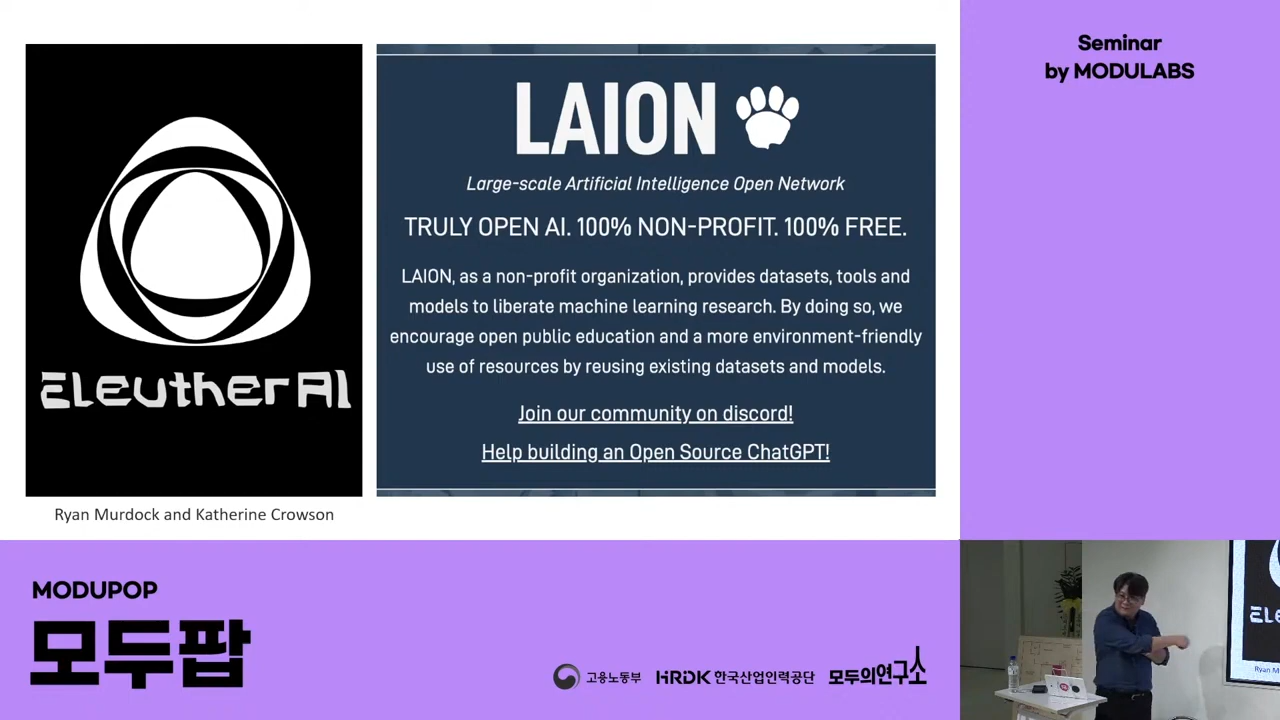 Eleuther AI
Ryan Murdock and Katherine Crowson
LAION
Large-scale Artificial Intelligence Open Network
TRULY OPEN AI. 100% NON-PROFIT. 100% FREE.
LAION, as a non-profit organization, provides datasets, tools and
models to liberate machine learning research. By doing so, we
encourage open public education and a more environment-friendly
use of resources by reusing existing datasets and models.
Join our community on discord!
Help building an Open Source ChatGPT!
Seminar
by MODULABS
MODUPOP
모두팝
고용노동부 HRDK 한국산업인력공단 모두의연구소
ELe
Ryan M